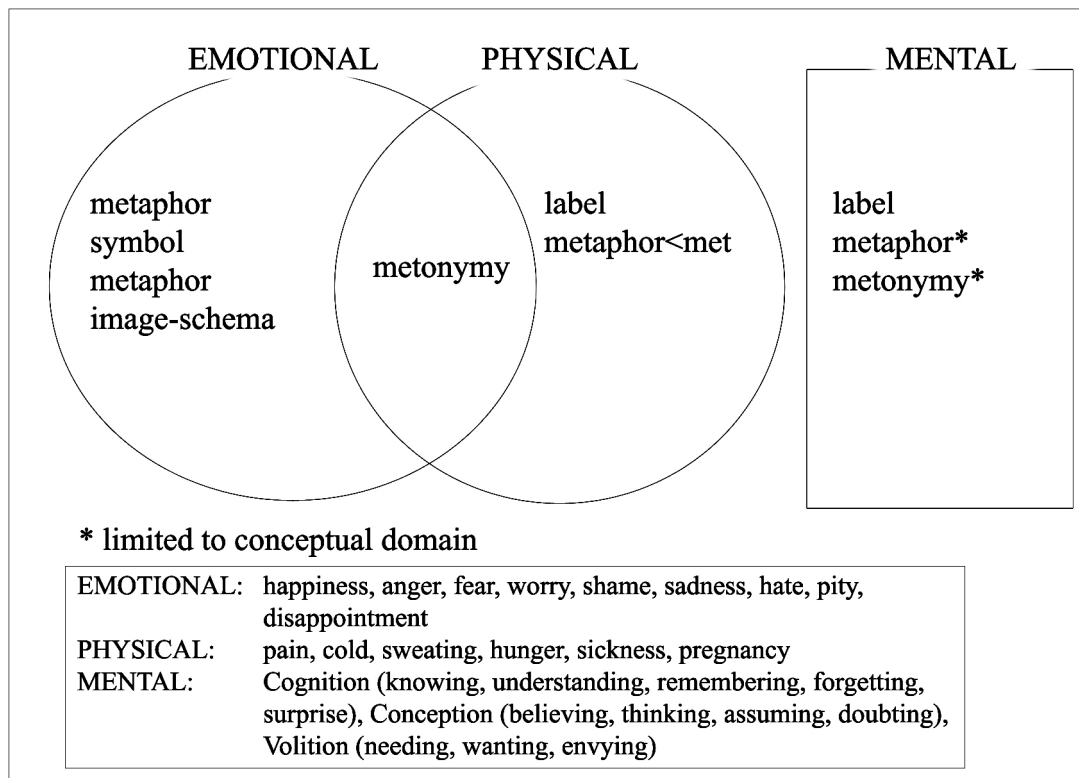 EMOTIONAL
PHYSICAL
MENTAL
metaphor
symbol
metaphor
image-schema
metonymy
label
metaphor<met
label
metaphor*
metonymy*
* limited to conceptual domain
EMOTIONAL: happiness, anger, fear, worry, shame, sadness, hate, pity,
disappointment
PHYSICAL: pain, cold, sweating, hunger, sickness, pregnancy
MENTAL: Cognition (knowing, understanding, remembering, forgetting,
surprise), Conception (believing, thinking, assuming, doubting),
Volition (needing, wanting, envying)